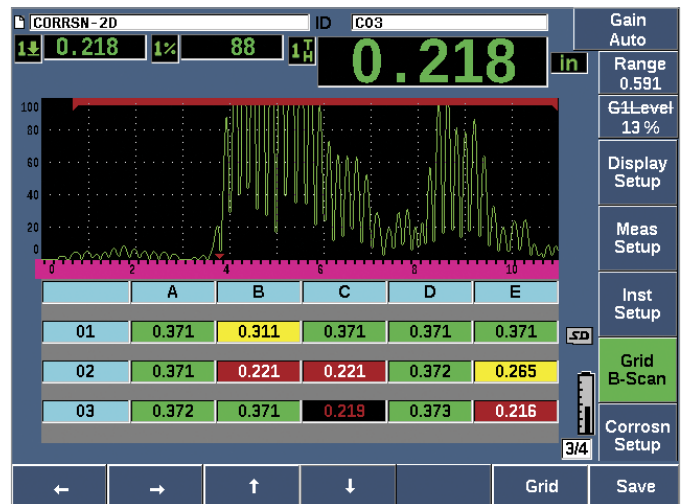 CORRSN-2D ID C03 Gain
Auto
1 0.218 1% 88 1 TH 0.218 in
Range
0.591
G1Level
13 %
100
80
60
40
20
0
0 2 4 6 8 10
Display
Setup
Meas
Setup
Inst
Setup
A B C D E
01 0.371 0.311 0.371 0.371 0.371 SD
02 0.371 0.221 0.221 0.372 0.265
Grid
B-Scan
03 0.372 0.371 0.219 0.373 0.216
Corrosn
Setup
3/4
← → ↑ ↓ Grid Save